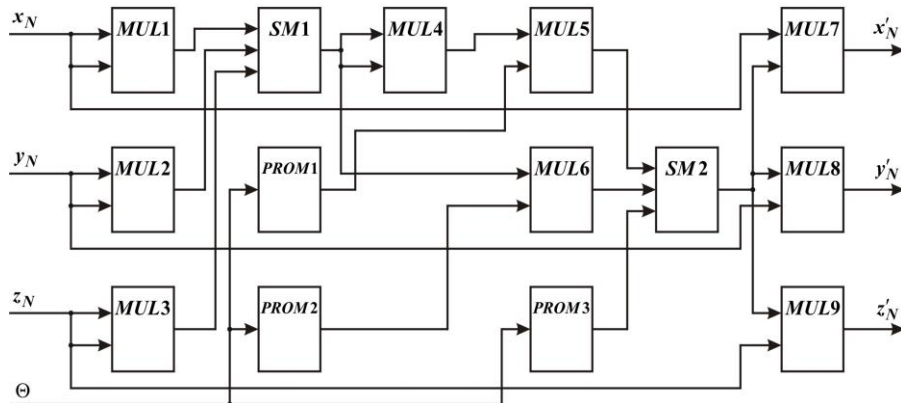 x_N MUL1 SM1 MUL4 MUL5 MUL7 x'_N
y_N MUL2 PROM1 MUL6 SM2 MUL8 y'_N
z_N MUL3 PROM2 PROM3 MUL9 z'_N
Θ